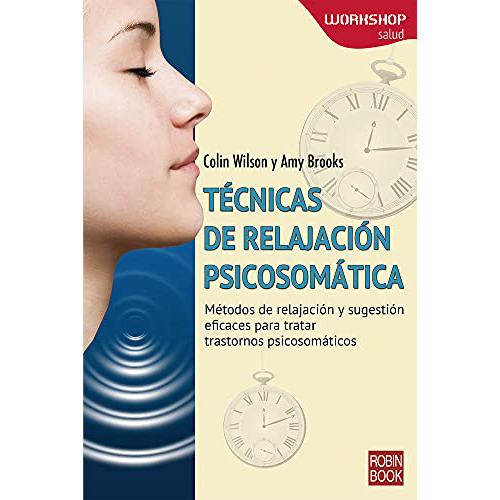 WORKSHOP
salud
Colin Wilson y Amy Brooks
TÉCNICAS
DE RELAJACIÓN
PSICOSOMÁTICA
Métodos de relajación y sugestión
eficaces para tratar
trastornos psicosomáticos
ROBIN
BOOK